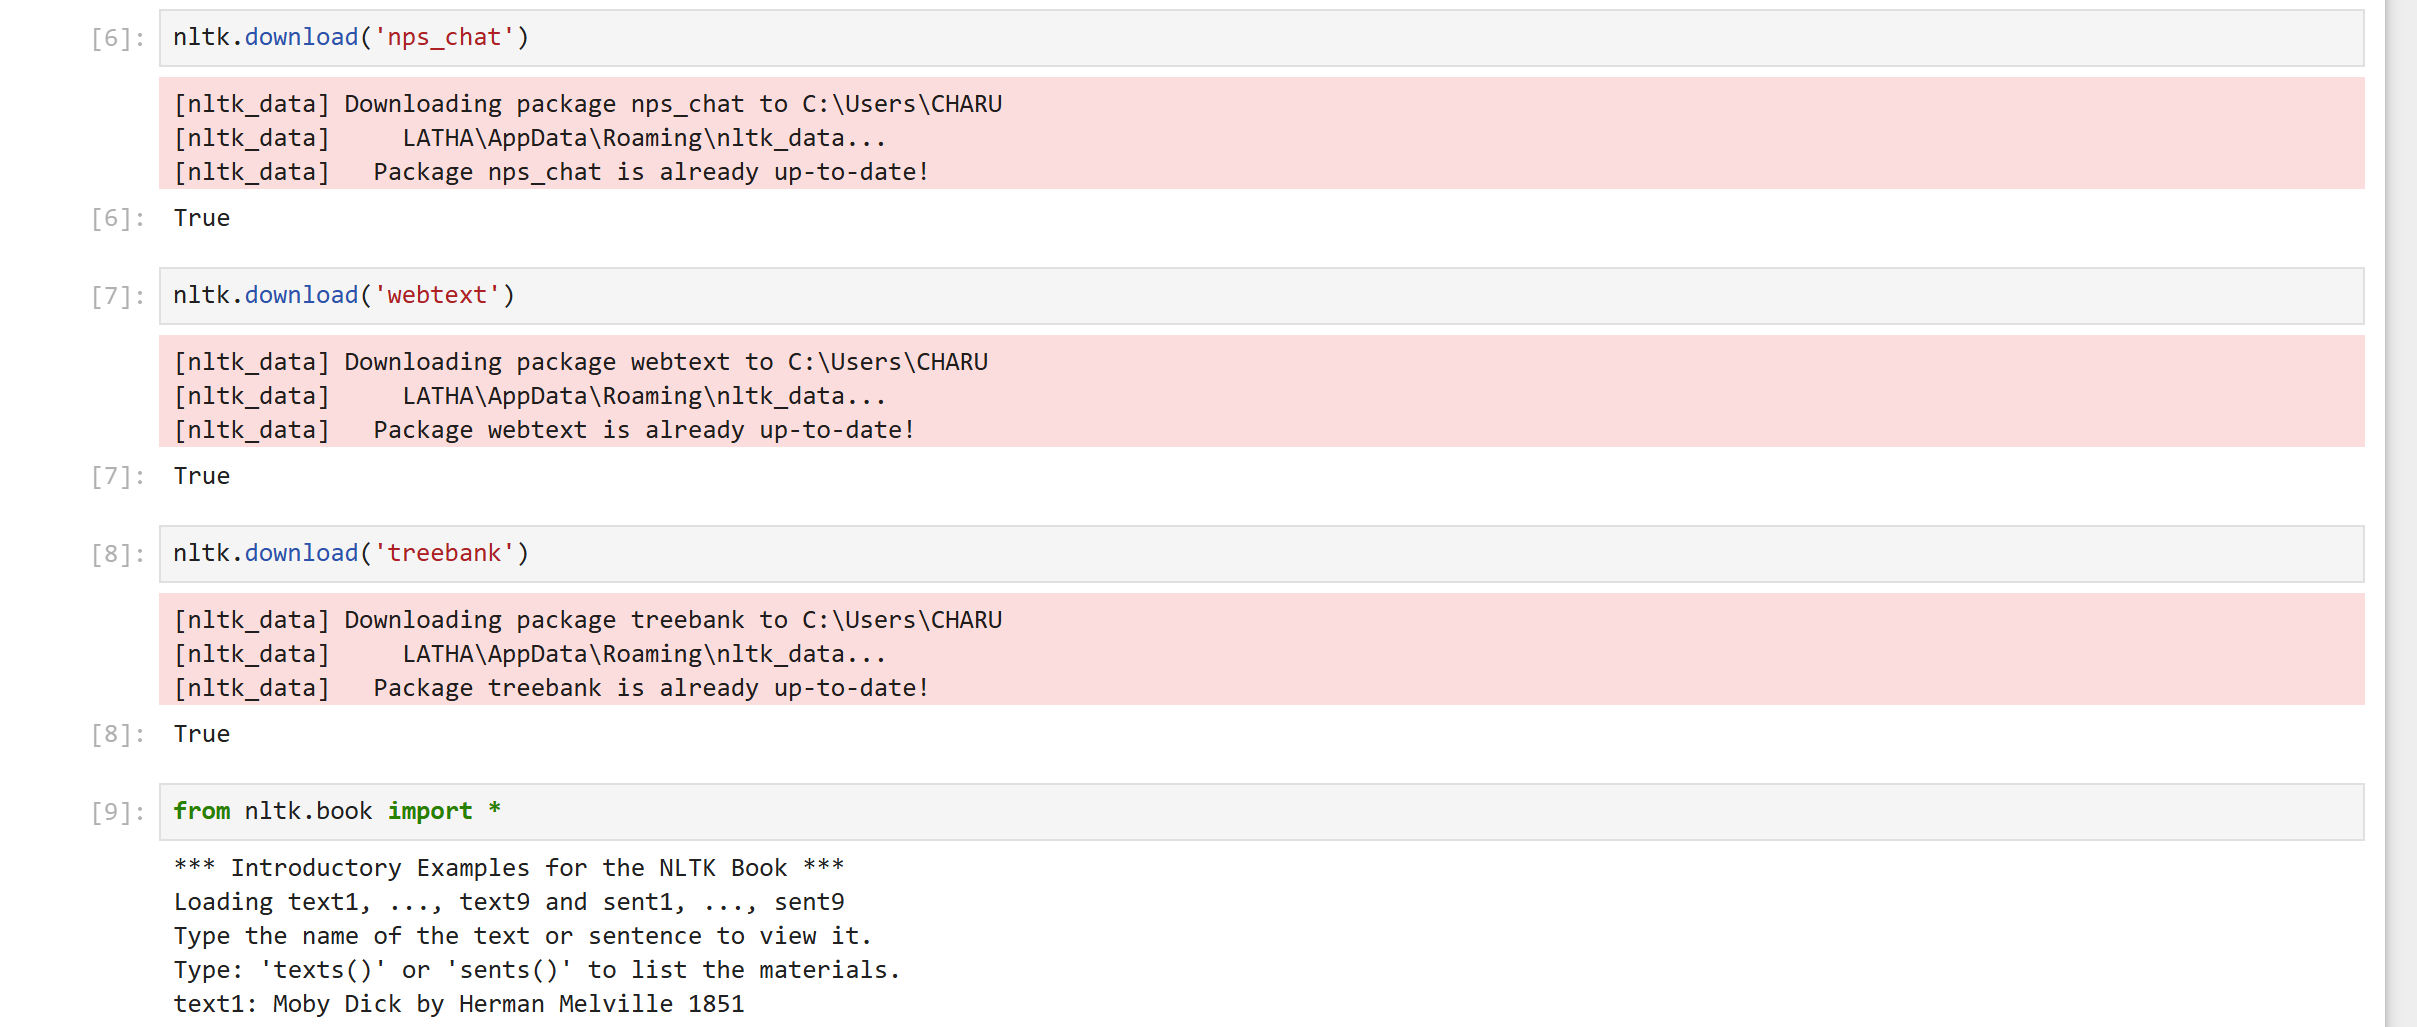 [6]: nltk.download('nps_chat')
[nltk_data] Downloading package nps_chat to C:\Users\CHARU
[nltk_data]     LATHA\AppData\Roaming\nltk_data...
[nltk_data]   Package nps_chat is already up-to-date!
[6]: True
[7]: nltk.download('webtext')
[nltk_data] Downloading package webtext to C:\Users\CHARU
[nltk_data]     LATHA\AppData\Roaming\nltk_data...
[nltk_data]   Package webtext is already up-to-date!
[7]: True
[8]: nltk.download('treebank')
[nltk_data] Downloading package treebank to C:\Users\CHARU
[nltk_data]     LATHA\AppData\Roaming\nltk_data...
[nltk_data]   Package treebank is already up-to-date!
[8]: True
[9]: from nltk.book import *
*** Introductory Examples for the NLTK Book ***
Loading text1, ..., text9 and sent1, ..., sent9
Type the name of the text or sentence to view it.
Type: 'texts()' or 'sents()' to list the materials.
text1: Moby Dick by Herman Melville 1851